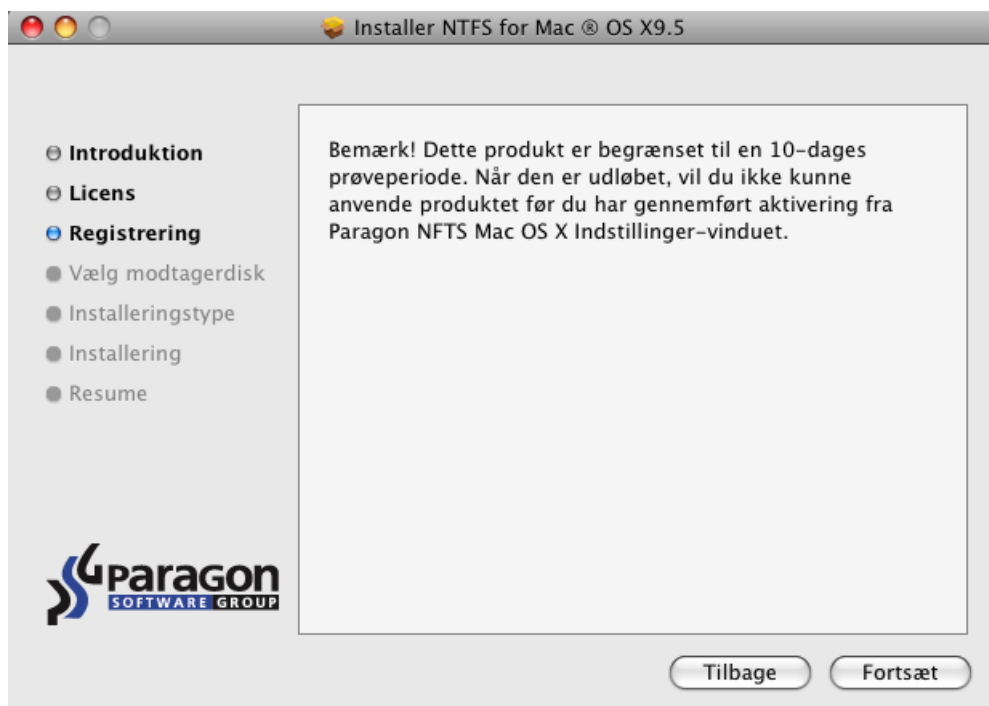 Installer NTFS for Mac ® OS X9.5
Introduktion
Licens
Registrering
Vælg modtagerdisk
Installeringstype
Installering
Resume
Bemærk! Dette produkt er begrænset til en 10-dages
prøveperiode. Når den er udløbet, vil du ikke kunne
anvende produktet før du har gennemført aktivering fra
Paragon NFTS Mac OS X Indstillinger-vinduet.
Paragon
SOFTWARE GROUP
Tilbage
Fortsæt